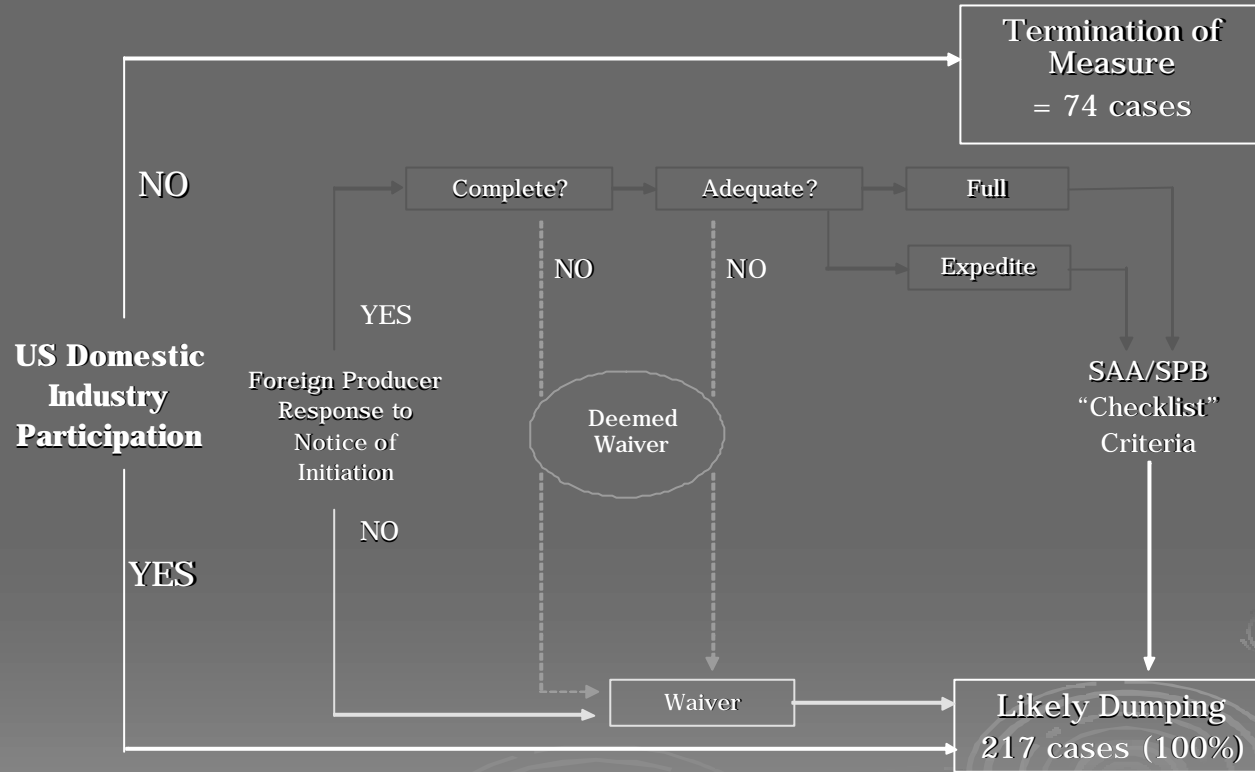 Termination of
Measure
= 74 cases
NO
Complete?
Adequate?
Full
NO
NO
Expedite
YES
US Domestic
Industry
Participation
Foreign Producer
Response to
Notice of
Initiation
Deemed
Waiver
SAA/SPB
“Checklist”
Criteria
NO
YES
Waiver
Likely Dumping
217 cases (100%)